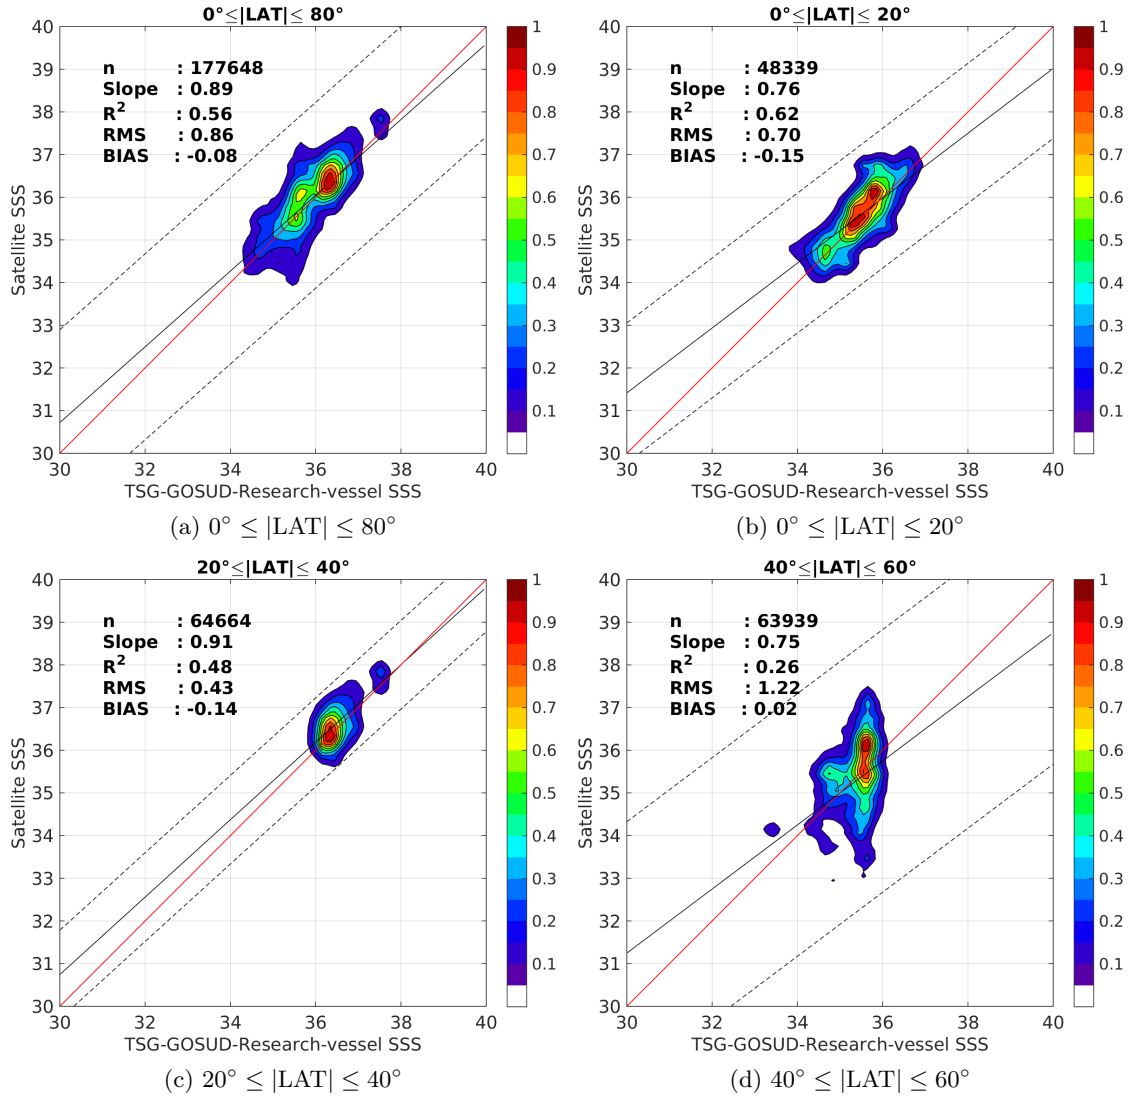 0°≤|LAT|≤ 80°
n : 177648
Slope : 0.89
R² : 0.56
RMS : 0.86
BIAS : -0.08
40
39
38
37
36
35
34
33
32
31
30
30 32 34 36 38 40
Satellite SSS
TSG-GOSUD-Research-vessel SSS
1
0.9
0.8
0.7
0.6
0.5
0.4
0.3
0.2
0.1
(a) 0° ≤ |LAT| ≤ 80°
0°≤|LAT|≤ 20°
n : 48339
Slope : 0.76
R² : 0.62
RMS : 0.70
BIAS : -0.15
40
39
38
37
36
35
34
33
32
31
30
30 32 34 36 38 40
Satellite SSS
TSG-GOSUD-Research-vessel SSS
1
0.9
0.8
0.7
0.6
0.5
0.4
0.3
0.2
0.1
(b) 0° ≤ |LAT| ≤ 20°
20°≤|LAT|≤ 40°
n : 64664
Slope : 0.91
R² : 0.48
RMS : 0.43
BIAS : -0.14
40
39
38
37
36
35
34
33
32
31
30
30 32 34 36 38 40
Satellite SSS
TSG-GOSUD-Research-vessel SSS
1
0.9
0.8
0.7
0.6
0.5
0.4
0.3
0.2
0.1
(c) 20° ≤ |LAT| ≤ 40°
40°≤|LAT|≤ 60°
n : 63939
Slope : 0.75
R² : 0.26
RMS : 1.22
BIAS : 0.02
40
39
38
37
36
35
34
33
32
31
30
30 32 34 36 38 40
Satellite SSS
TSG-GOSUD-Research-vessel SSS
1
0.9
0.8
0.7
0.6
0.5
0.4
0.3
0.2
0.1
(d) 40° ≤ |LAT| ≤ 60°